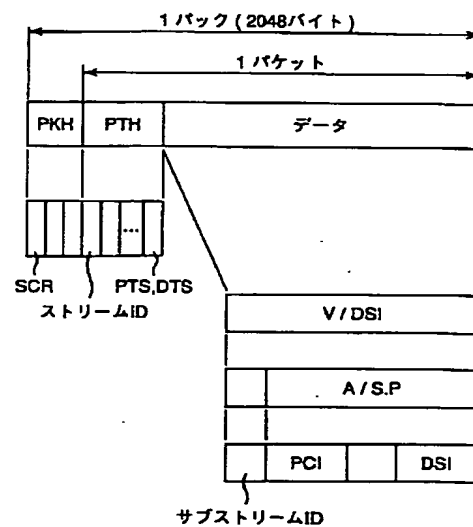 1 パック ( 2048バイト )
1 パケット
PKH PTH データ
...
SCR PTS,DTS
ストリームID
V / DSI
A / S.P
PCI DSI
サブストリームID